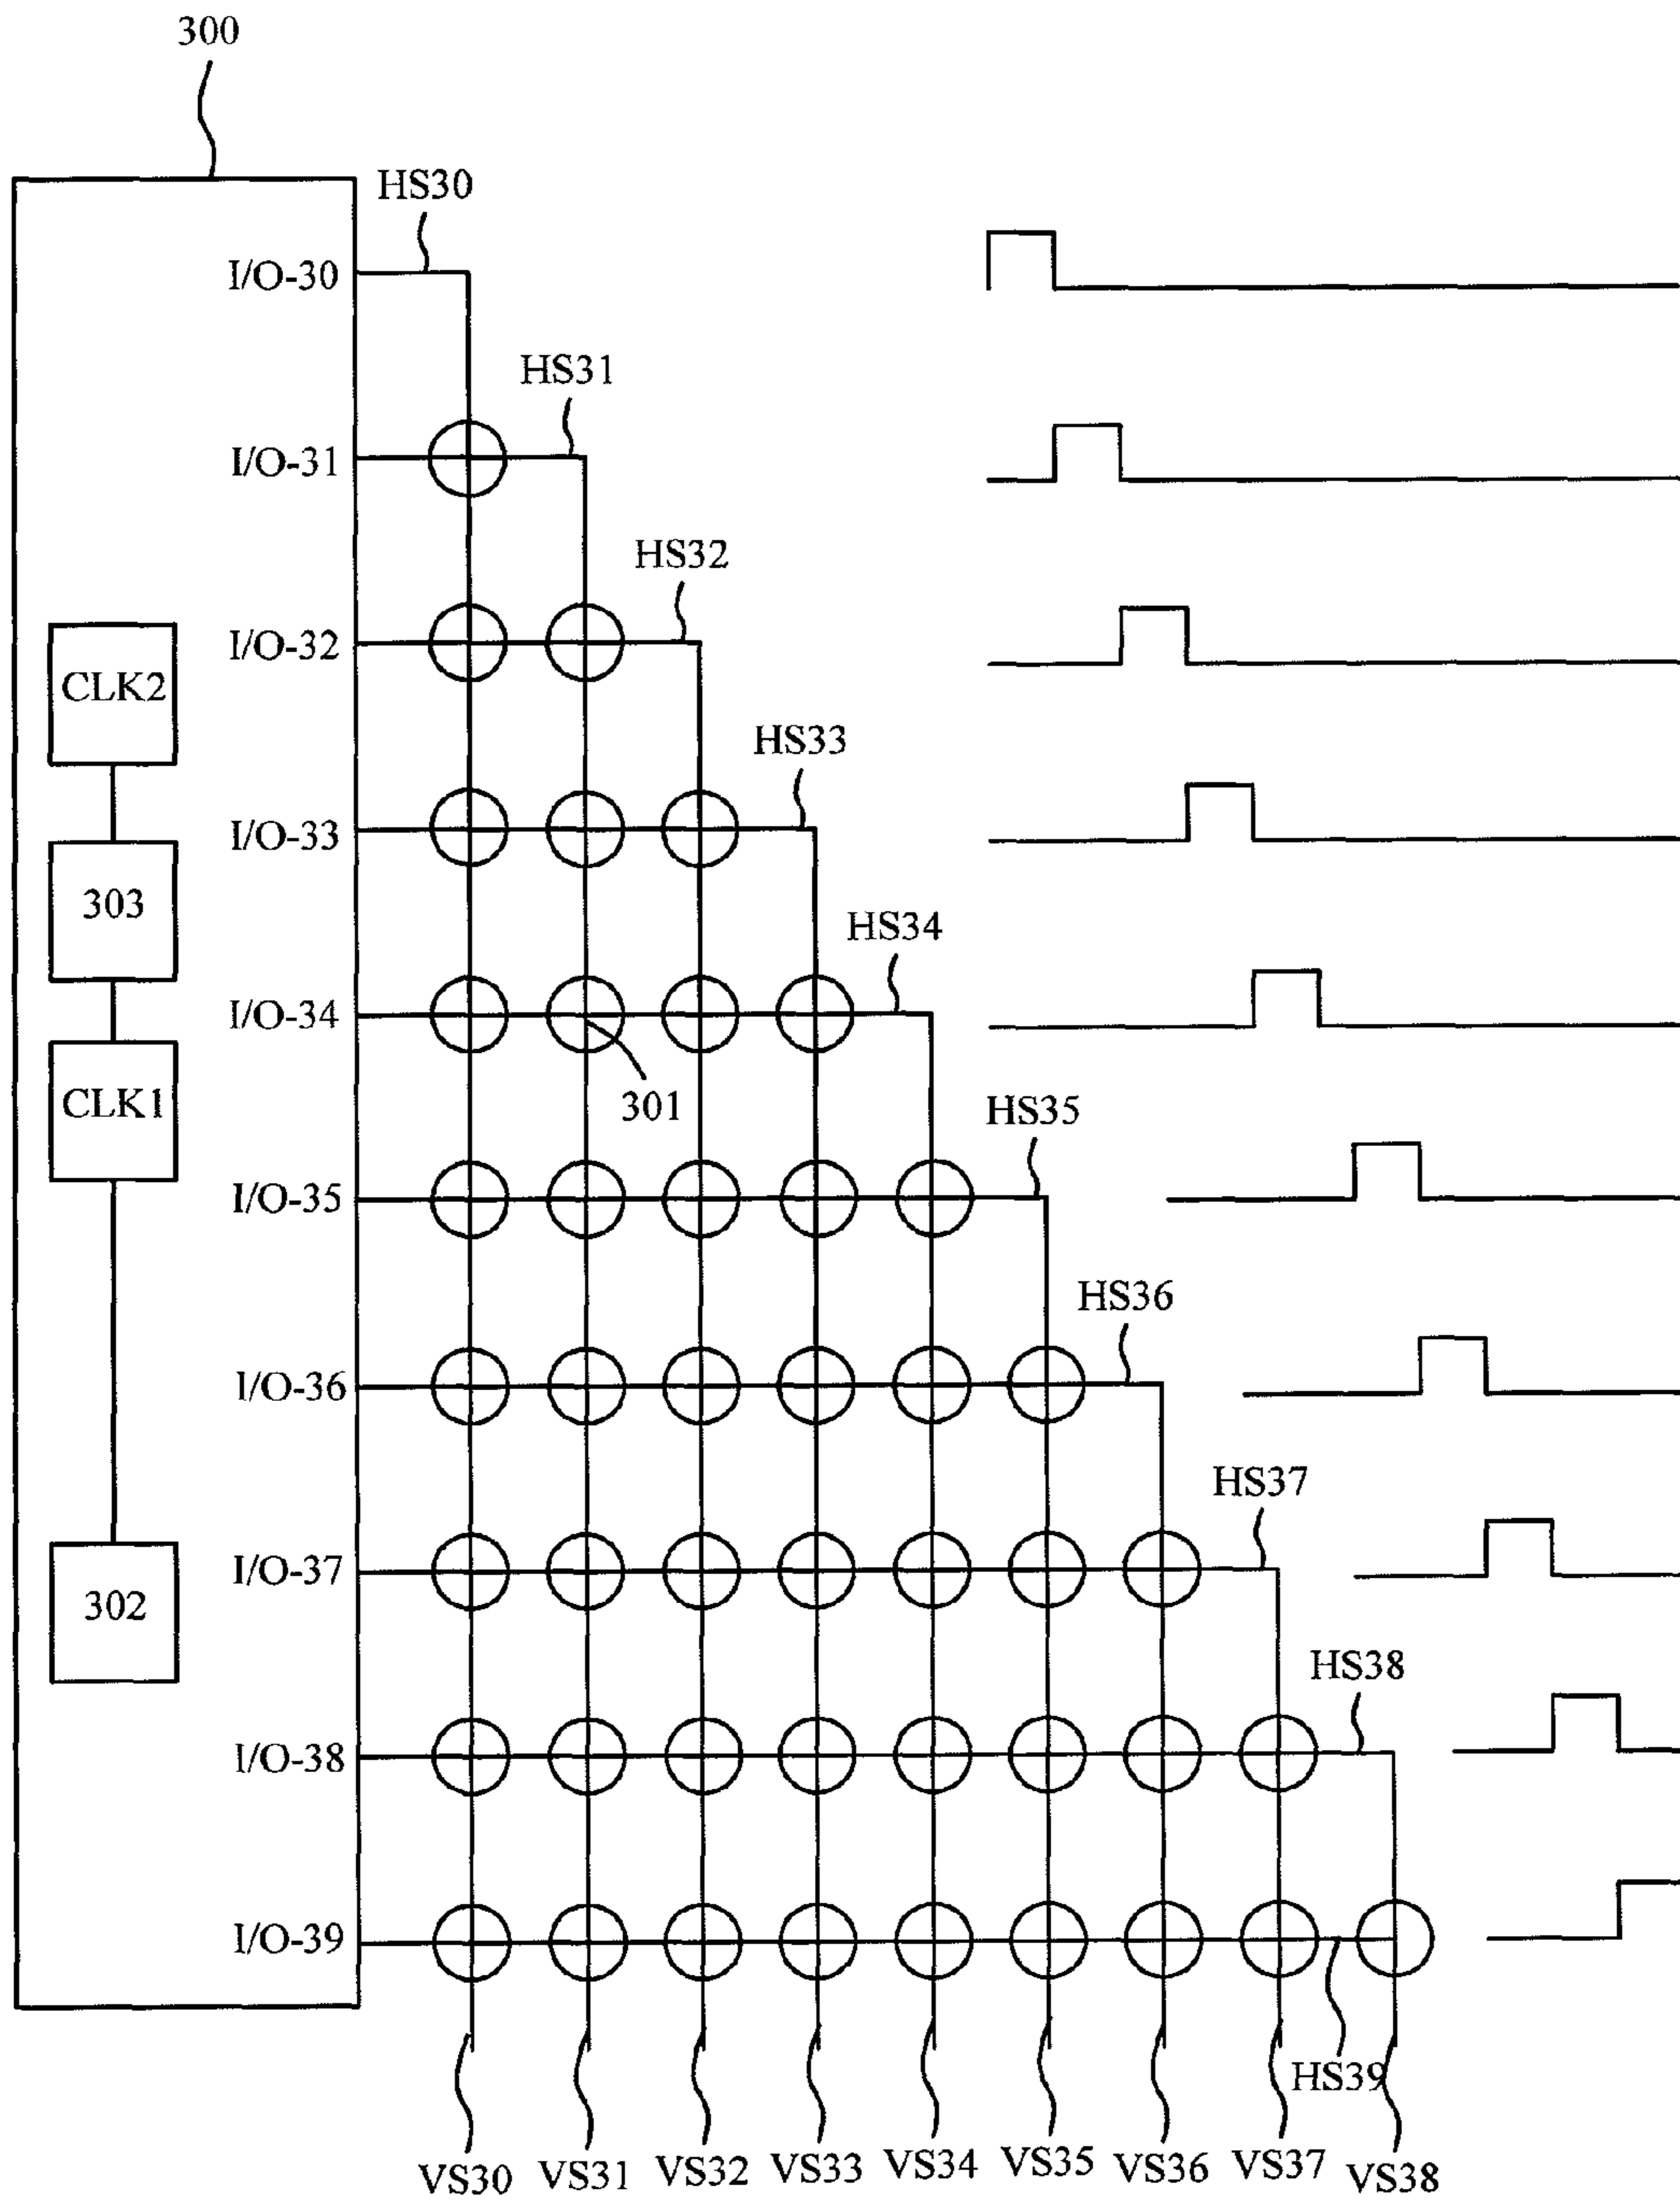 300
HS30
I/O-30
HS31
I/O-31
HS32
I/O-32
CLK2
HS33
I/O-33
303
HS34
I/O-34
CLK1
301
HS35
I/O-35
HS36
I/O-36
HS37
I/O-37
302
HS38
I/O-38
I/O-39
HS39
VS30 VS31 VS32 VS33 VS34 VS35 VS36 VS37 VS38